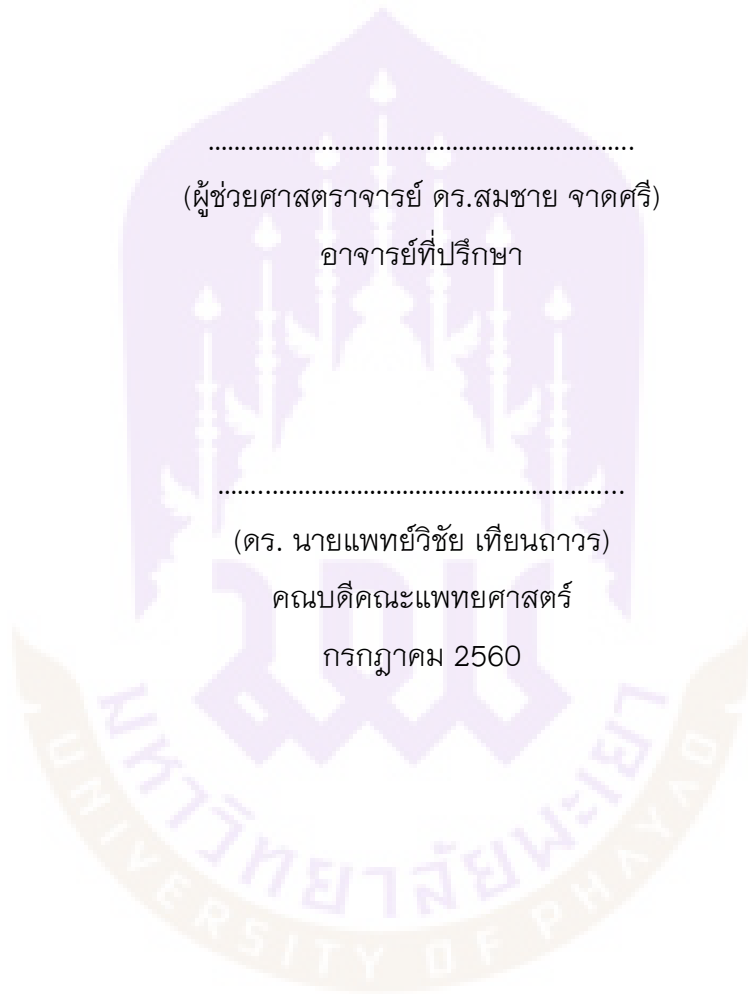 (ผู้ช่วยศาสตราจารย์ ดร.สมชาย จาดศรี)
อาจารย์ที่ปรึกษา
(ดร. นายแพทย์วิชัย เทียนถาวร)
คณบดีคณะแพทยศาสตร์
กรกฎาคม 2560
มหาวิทยาลัยพะเยา
UNIVERSITY OF PHAYAO